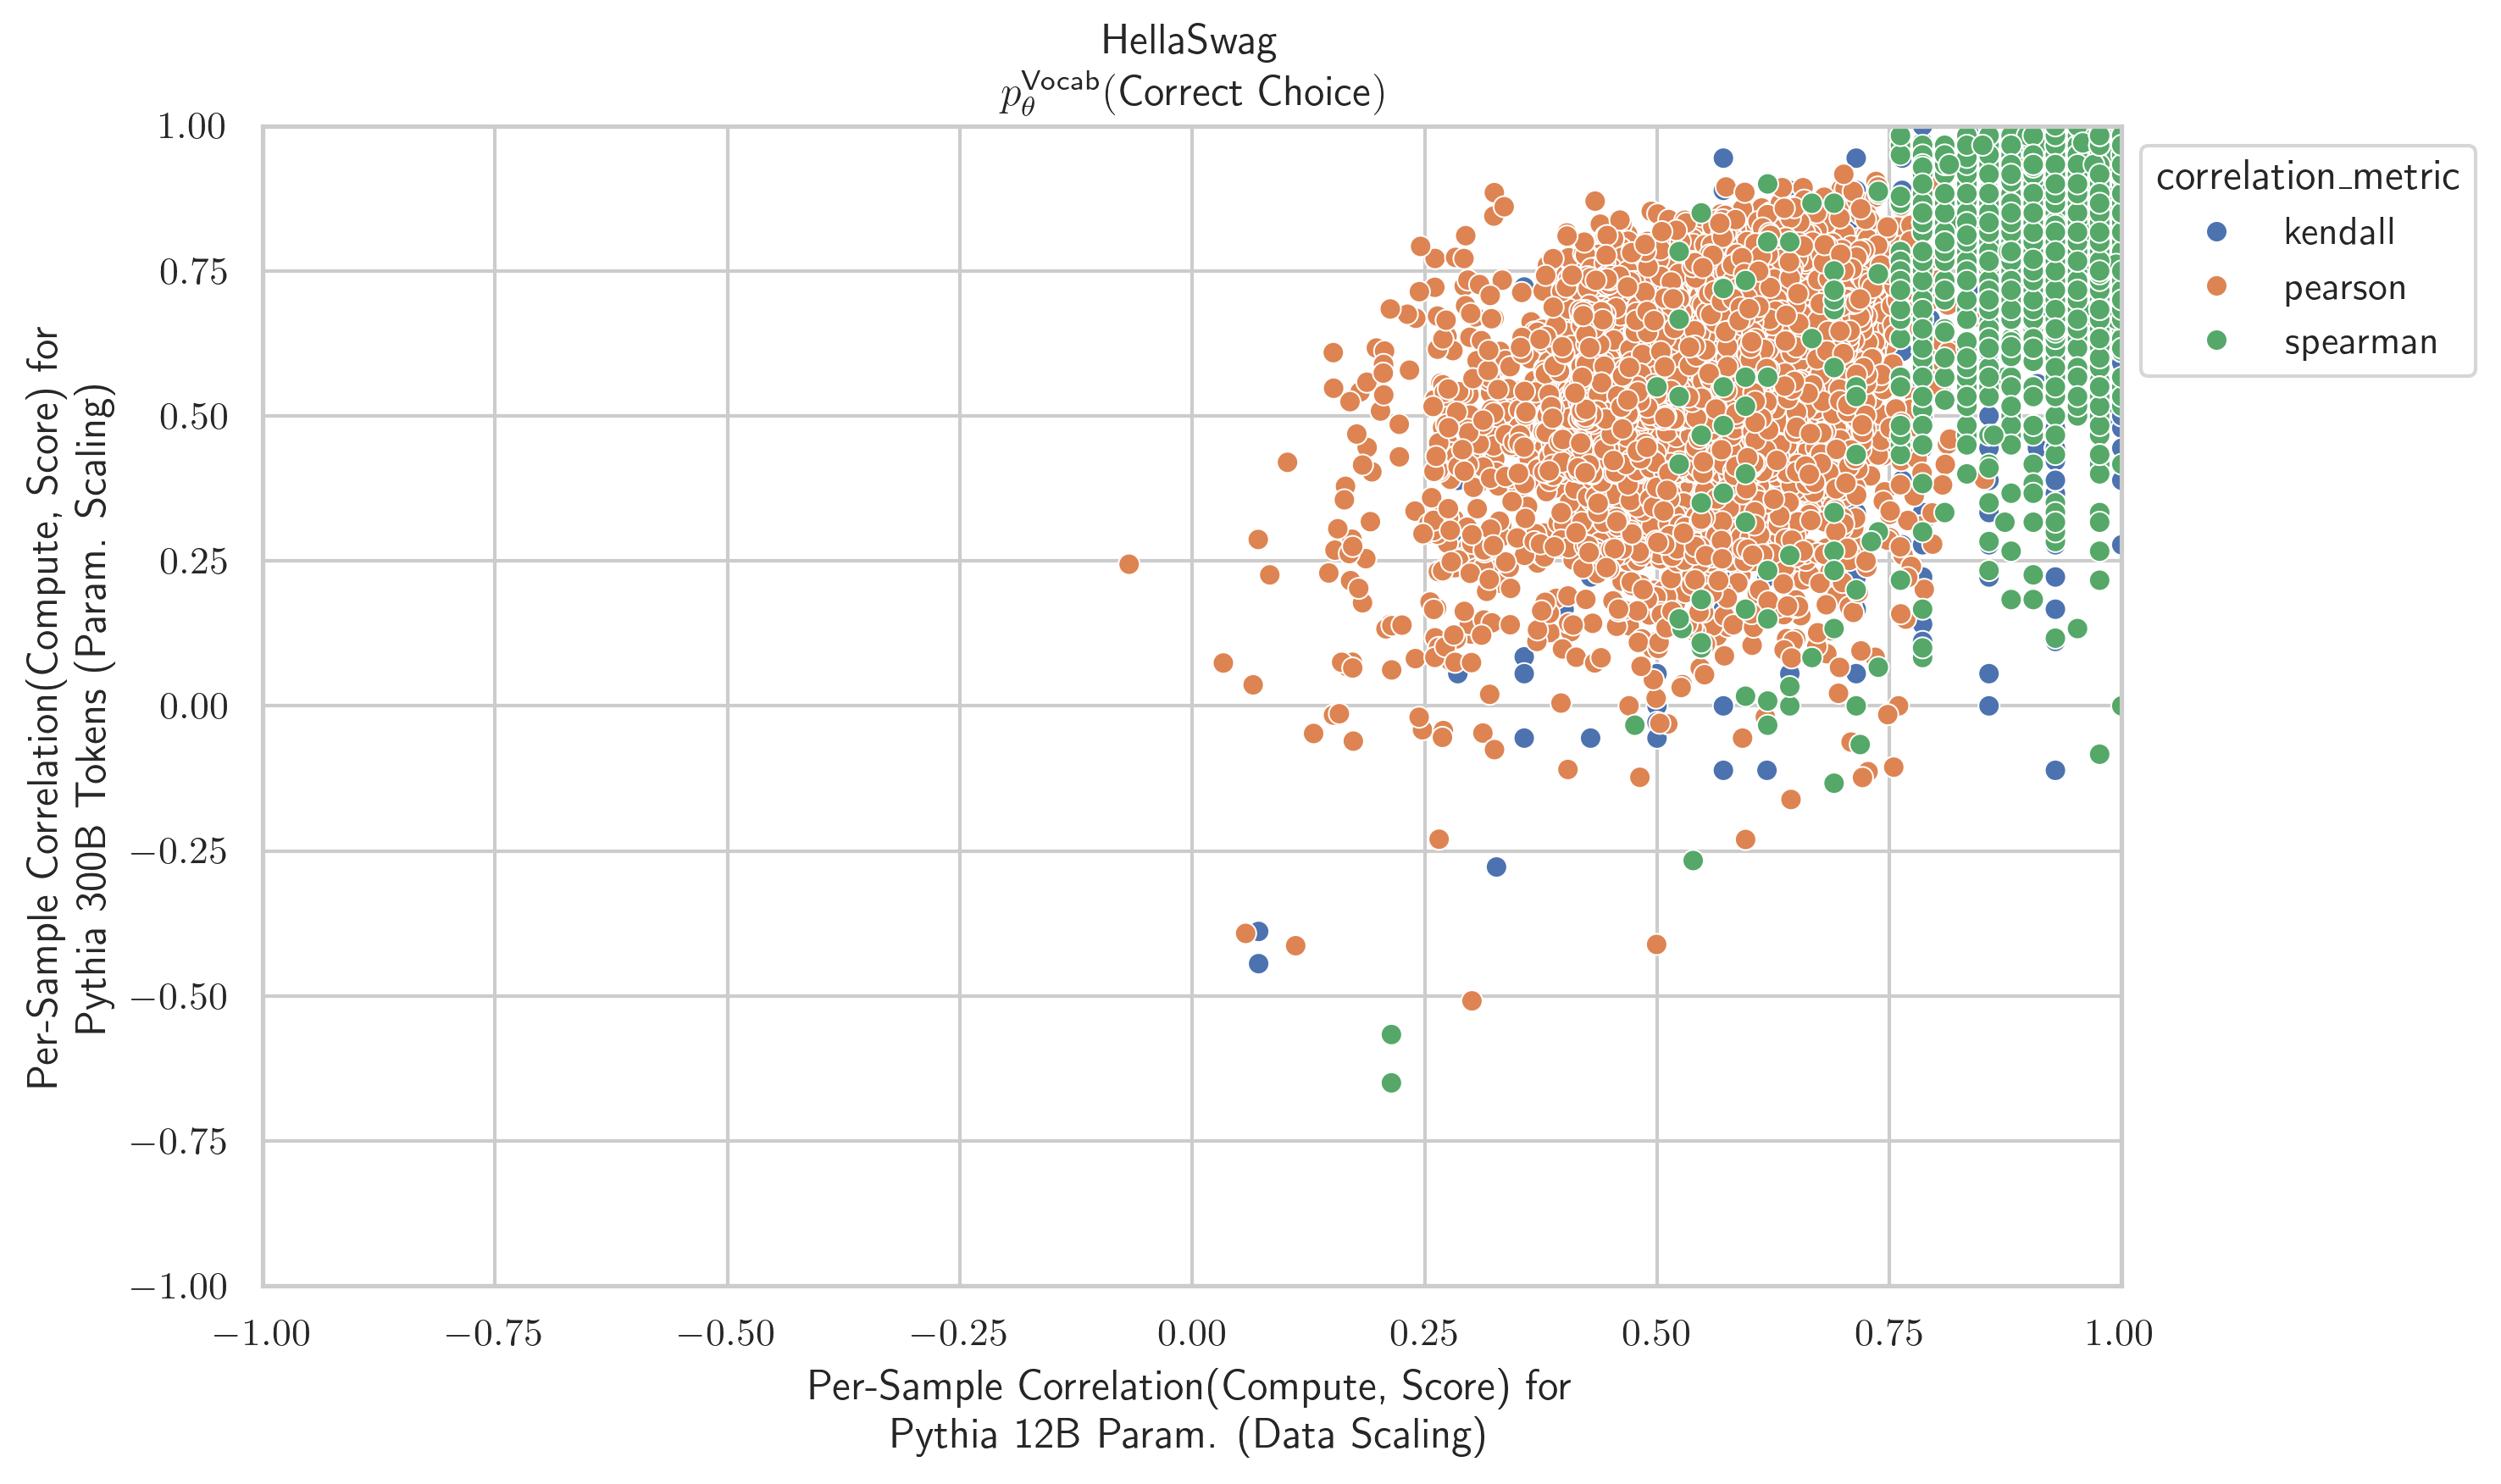 HellaSwag
p_θ^Vocab(Correct Choice)
Per-Sample Correlation(Compute, Score) for
Pythia 300B Tokens (Param. Scaling)
1.00
0.75
0.50
0.25
0.00
−0.25
−0.50
−0.75
−1.00
−1.00 −0.75 −0.50 −0.25 0.00 0.25 0.50 0.75 1.00
Per-Sample Correlation(Compute, Score) for
Pythia 12B Param. (Data Scaling)
correlation_metric
kendall
pearson
spearman